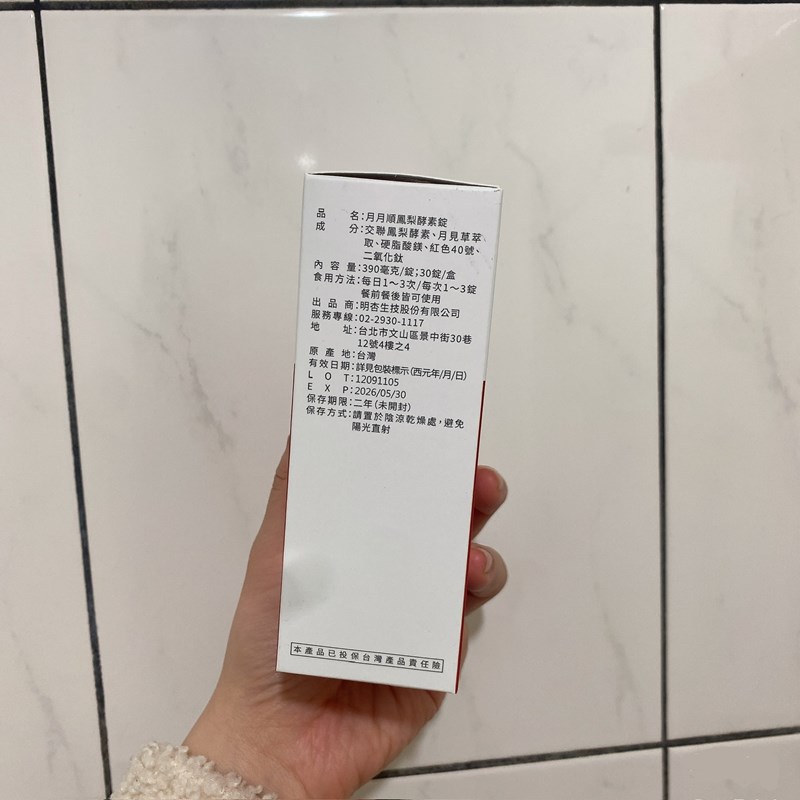 品　　名：月月順鳳梨酵素錠
成　　分：交聯鳳梨酵素、月見草萃
取、硬脂酸鎂、紅色40號、
二氧化鈦
內 容 量：390毫克/錠；30錠/盒
食用方法：每日1～3次/每次1～3錠
餐前餐後皆可使用
出 品 商：明杏生技股份有限公司
服務專線：02-2930-1117
地　　址：台北市文山區景中街30巷
12號4樓之4
原 產 地：台灣
有效日期：詳見包裝標示（西元年/月/日）
L O T：12091105
E X P：2026/05/30
保存期限：二年（未開封）
保存方式：請置於陰涼乾燥處，避免
陽光直射
本產品已投保台灣產品責任險